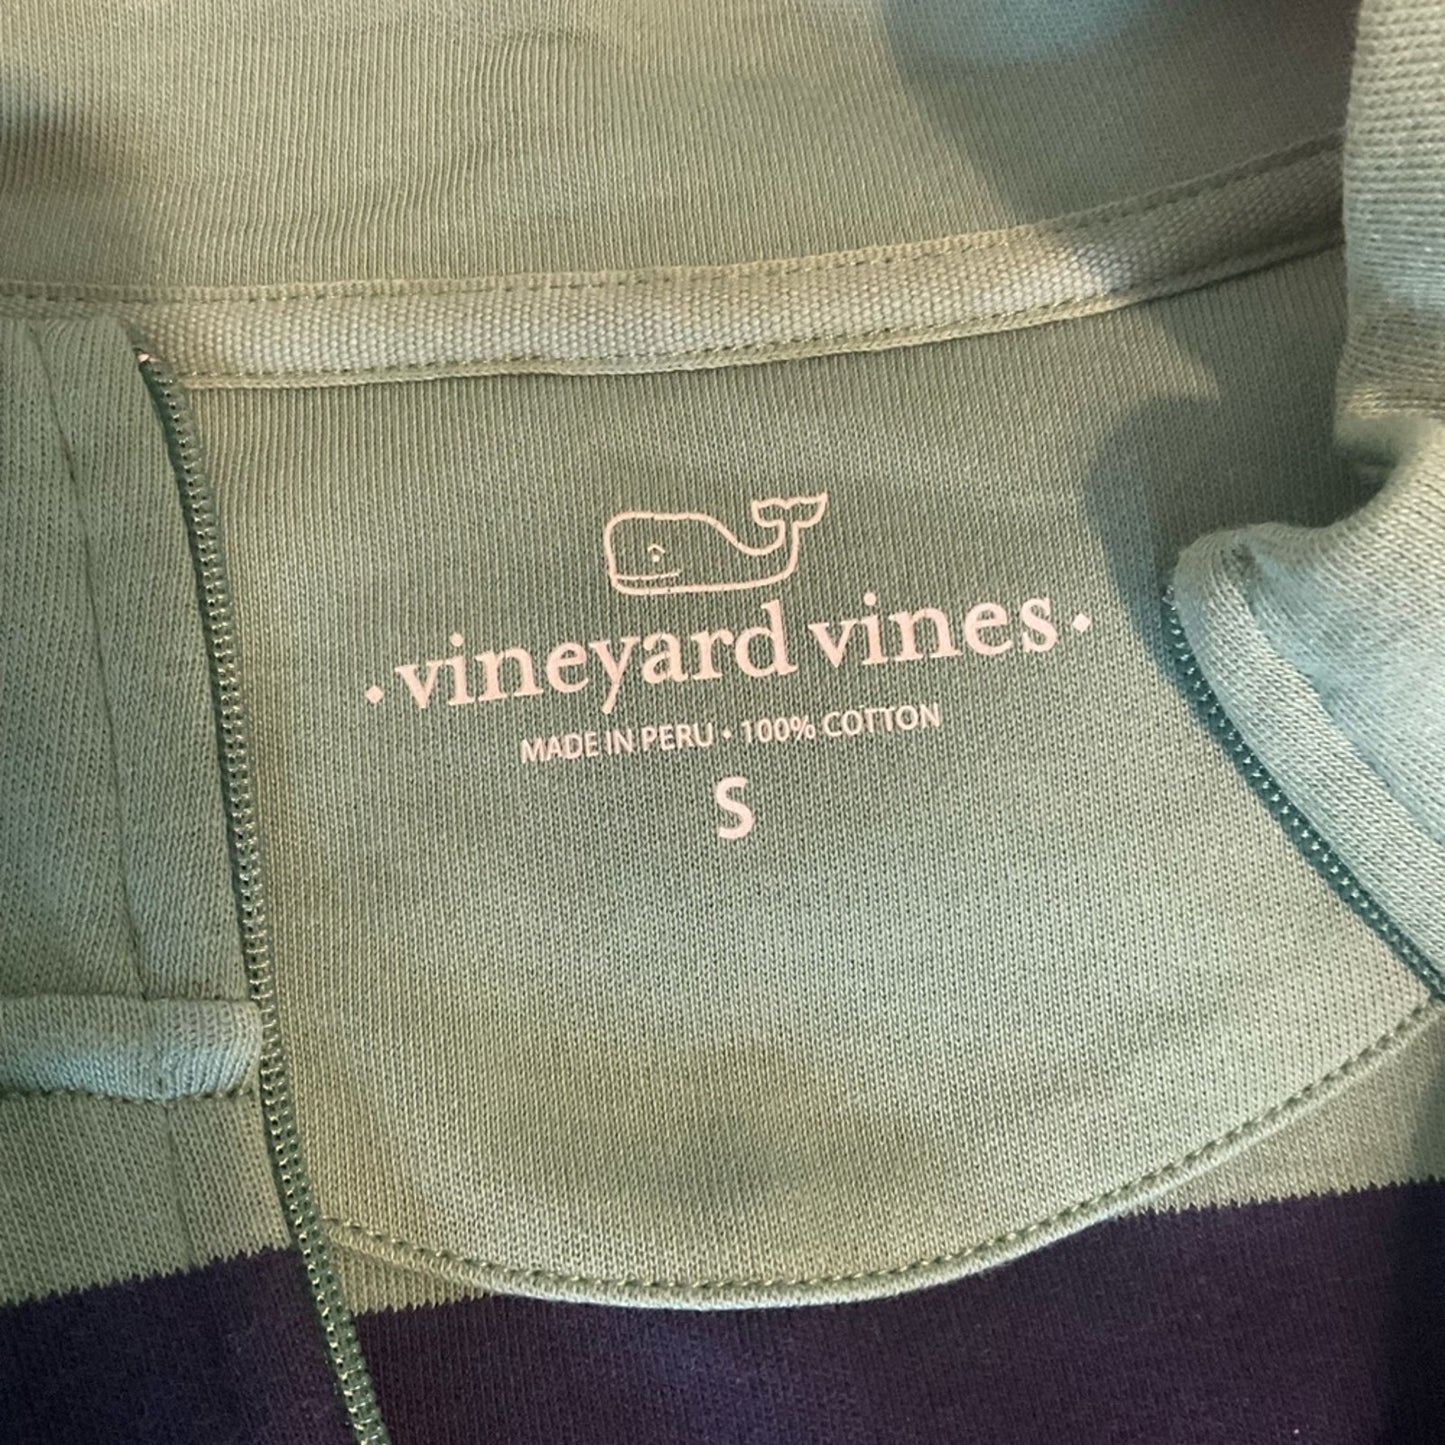 • vineyard vines •
MADE IN PERU • 100% COTTON
S